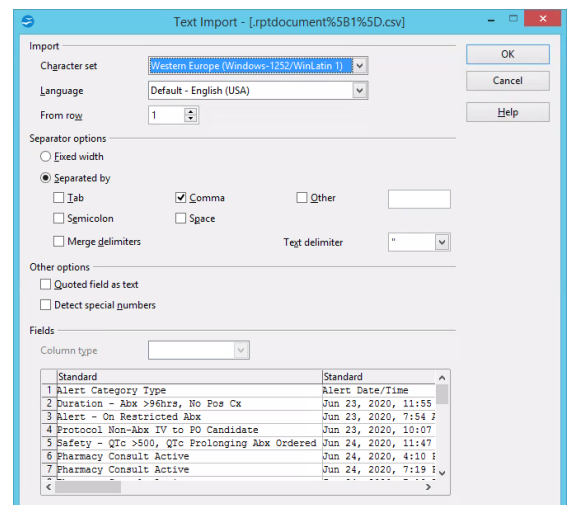 Text Import - [.rptdocument%5B1%5D.csv]
Import
Character set
Western Europe (Windows-1252/WinLatin 1)
OK
Language
Default - English (USA)
Cancel
From row
1
Help
Separator options
Fixed width
Separated by
Tab
Comma
Other
Semicolon
Space
Merge delimiters
Text delimiter
"
Other options
Quoted field as text
Detect special numbers
Fields
Column type
Standard Standard
1 Alert Category Type Alert Date/Time
2 Duration - Abx >96hrs, No Pos Cx Jun 23, 2020, 11:55
3 Alert - On Restricted Abx Jun 23, 2020, 7:54
4 Protocol Non-Abx IV to PO Candidate Jun 23, 2020, 10:07
5 Safety - QTc >500, QTc Prolonging Abx Ordered Jun 24, 2020, 11:47
6 Pharmacy Consult Active Jun 24, 2020, 4:10
7 Pharmacy Consult Active Jun 24, 2020, 7:19